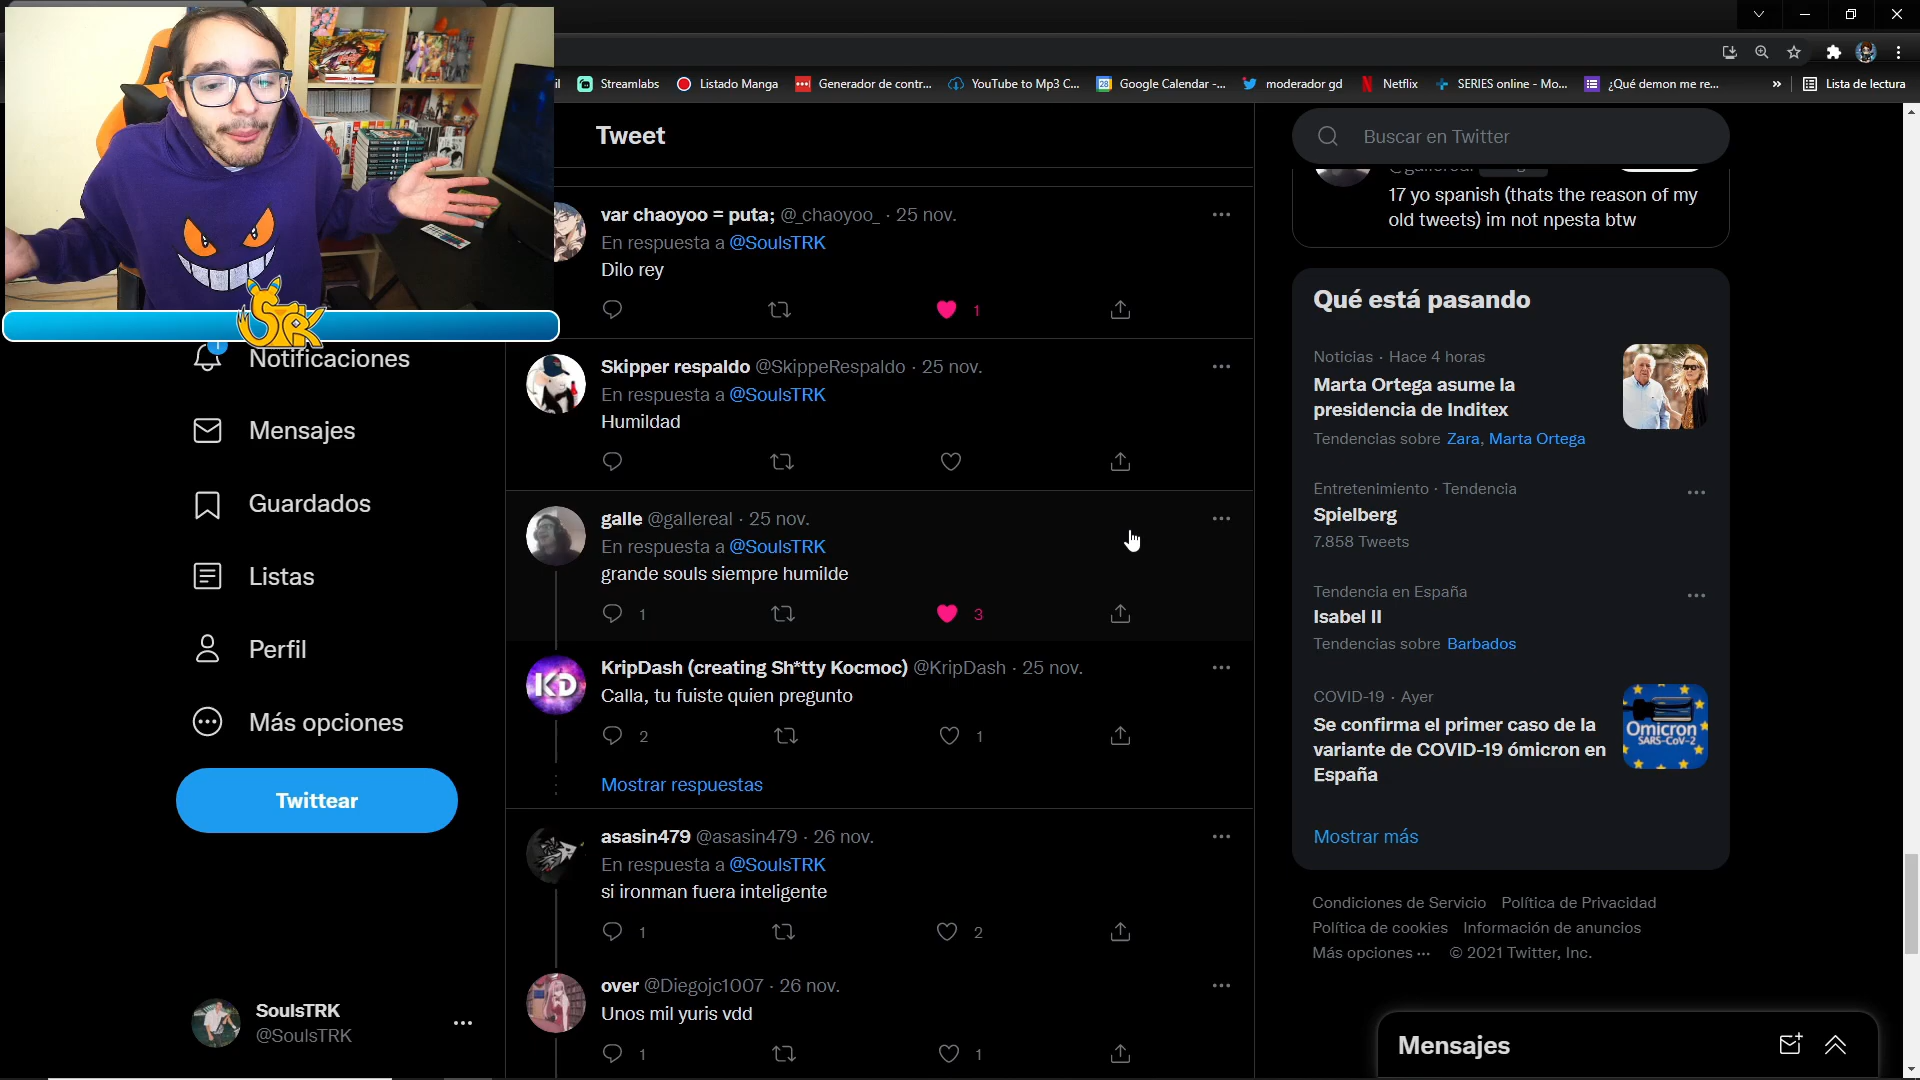 il
Streamlabs
Listado Manga
Generador de contr...
YouTube to Mp3 C...
Google Calendar -...
moderador gd
Netflix
SERIES online - Mo...
¿Qué demon me re...
»
Lista de lectura
SRK
Notificaciones
Mensajes
Guardados
Listas
Perfil
Más opciones
Twittear
SoulsTRK
@SoulsTRK
Tweet
var chaoyoo = puta; @_chaoyoo_ · 25 nov.
En respuesta a @SoulsTRK
Dilo rey
1
Skipper respaldo @SkippeRespaldo · 25 nov.
En respuesta a @SoulsTRK
Humildad
galle @gallereal · 25 nov.
En respuesta a @SoulsTRK
grande souls siempre humilde
1 3
KD
KripDash (creating Sh*tty Kocmoc) @KripDash · 25 nov.
Calla, tu fuiste quien pregunto
2 1
Mostrar respuestas
asasin479 @asasin479 · 26 nov.
En respuesta a @SoulsTRK
si ironman fuera inteligente
1 2
over @Diegojc1007 · 26 nov.
Unos mil yuris vdd
1 1
Buscar en Twitter
17 yo spanish (thats the reason of my
old tweets) im not npesta btw
Qué está pasando
Noticias · Hace 4 horas
Marta Ortega asume la
presidencia de Inditex
Tendencias sobre Zara, Marta Ortega
Entretenimiento · Tendencia
Spielberg
7.858 Tweets
Tendencia en España
Isabel II
Tendencias sobre Barbados
COVID-19 · Ayer
Se confirma el primer caso de la
variante de COVID-19 ómicron en
España
Omicron
SARS-CoV-2
Mostrar más
Condiciones de Servicio Política de Privacidad
Política de cookies Información de anuncios
Más opciones ··· © 2021 Twitter, Inc.
Mensajes